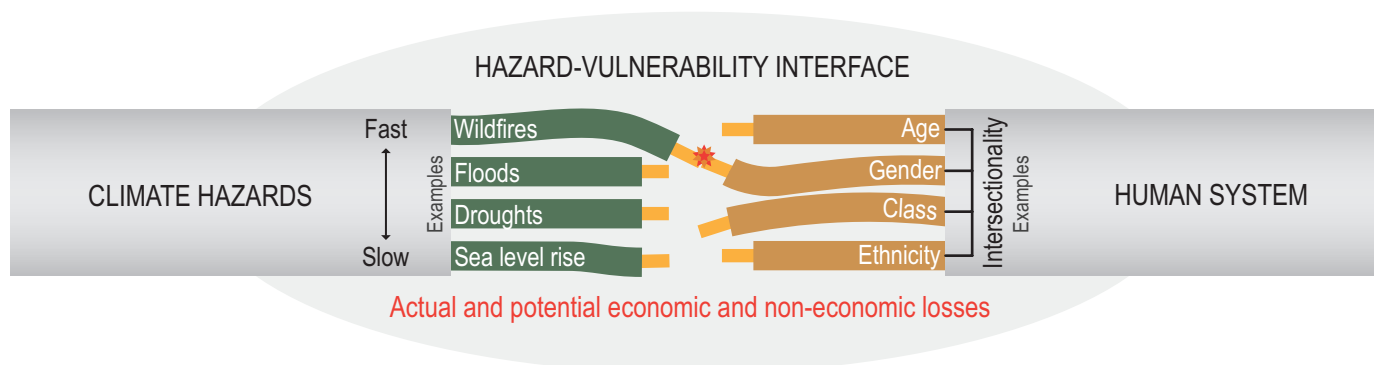 HAZARD-VULNERABILITY INTERFACE
CLIMATE HAZARDS
Fast
Slow
Examples
Wildfires
Floods
Droughts
Sea level rise
Age
Gender
Class
Ethnicity
Intersectionality
Examples
HUMAN SYSTEM
Actual and potential economic and non-economic losses